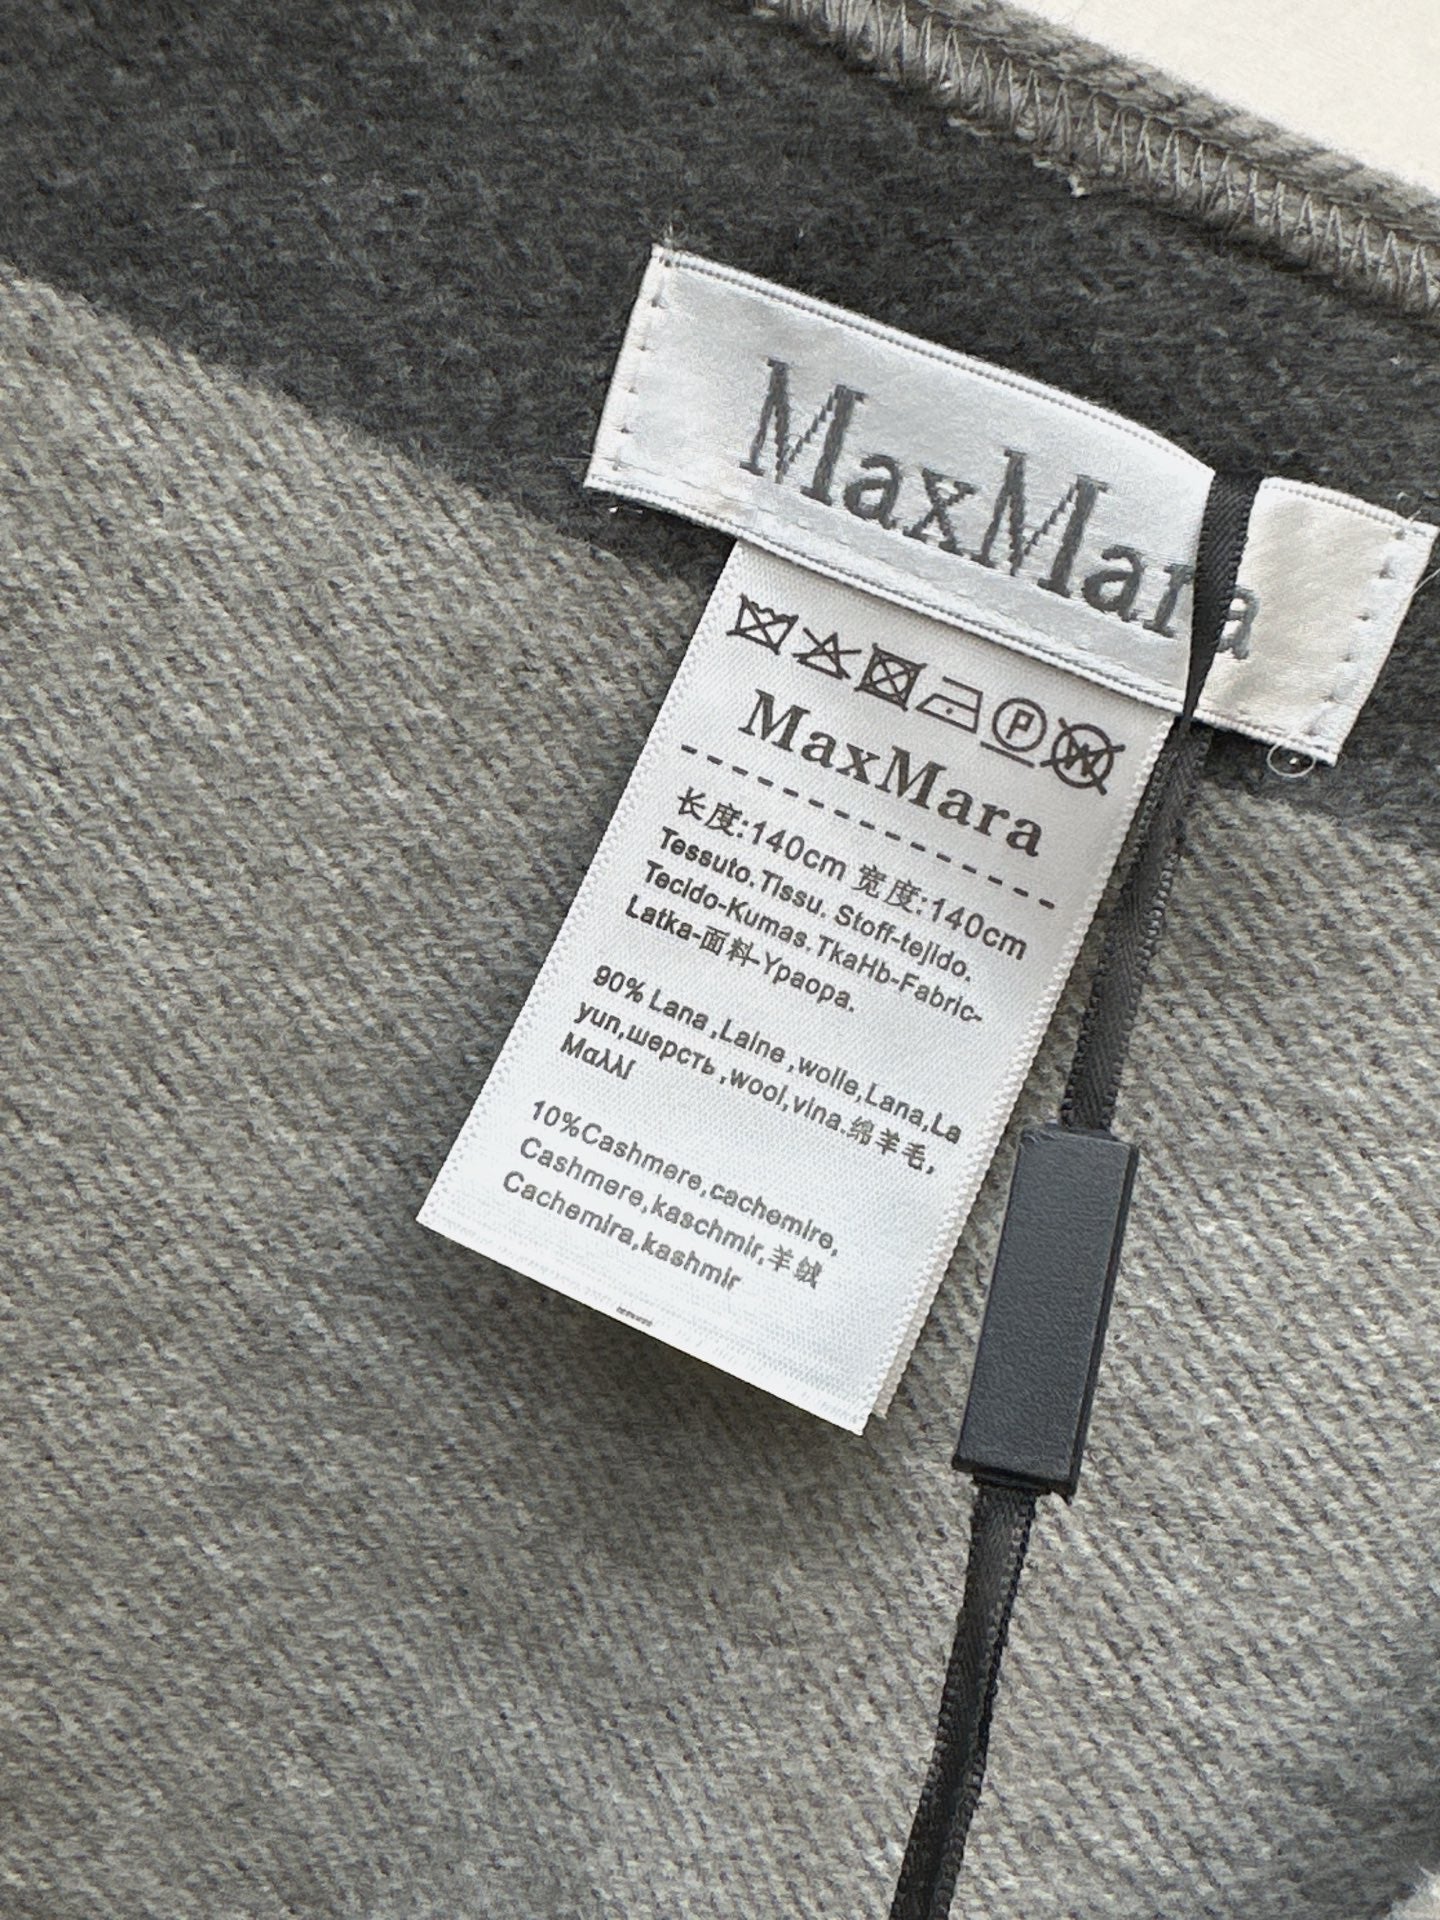 MaxMara
MaxMara
长度:140cm 宽度:140cm
Tessuto.Tissu. Stoff-tejido.
Tecido-Kumas.TkaHb-Fabric-
Latka-面料-Ypaopa.
90% Lana ,Laine ,wolle,Lana,La
yun,шерсть ,wool,vlna.绵羊毛,
Μαλλί
10%Cashmere,cachemire,
Cashmere,kaschmir,羊绒
Cachemira,kashmir